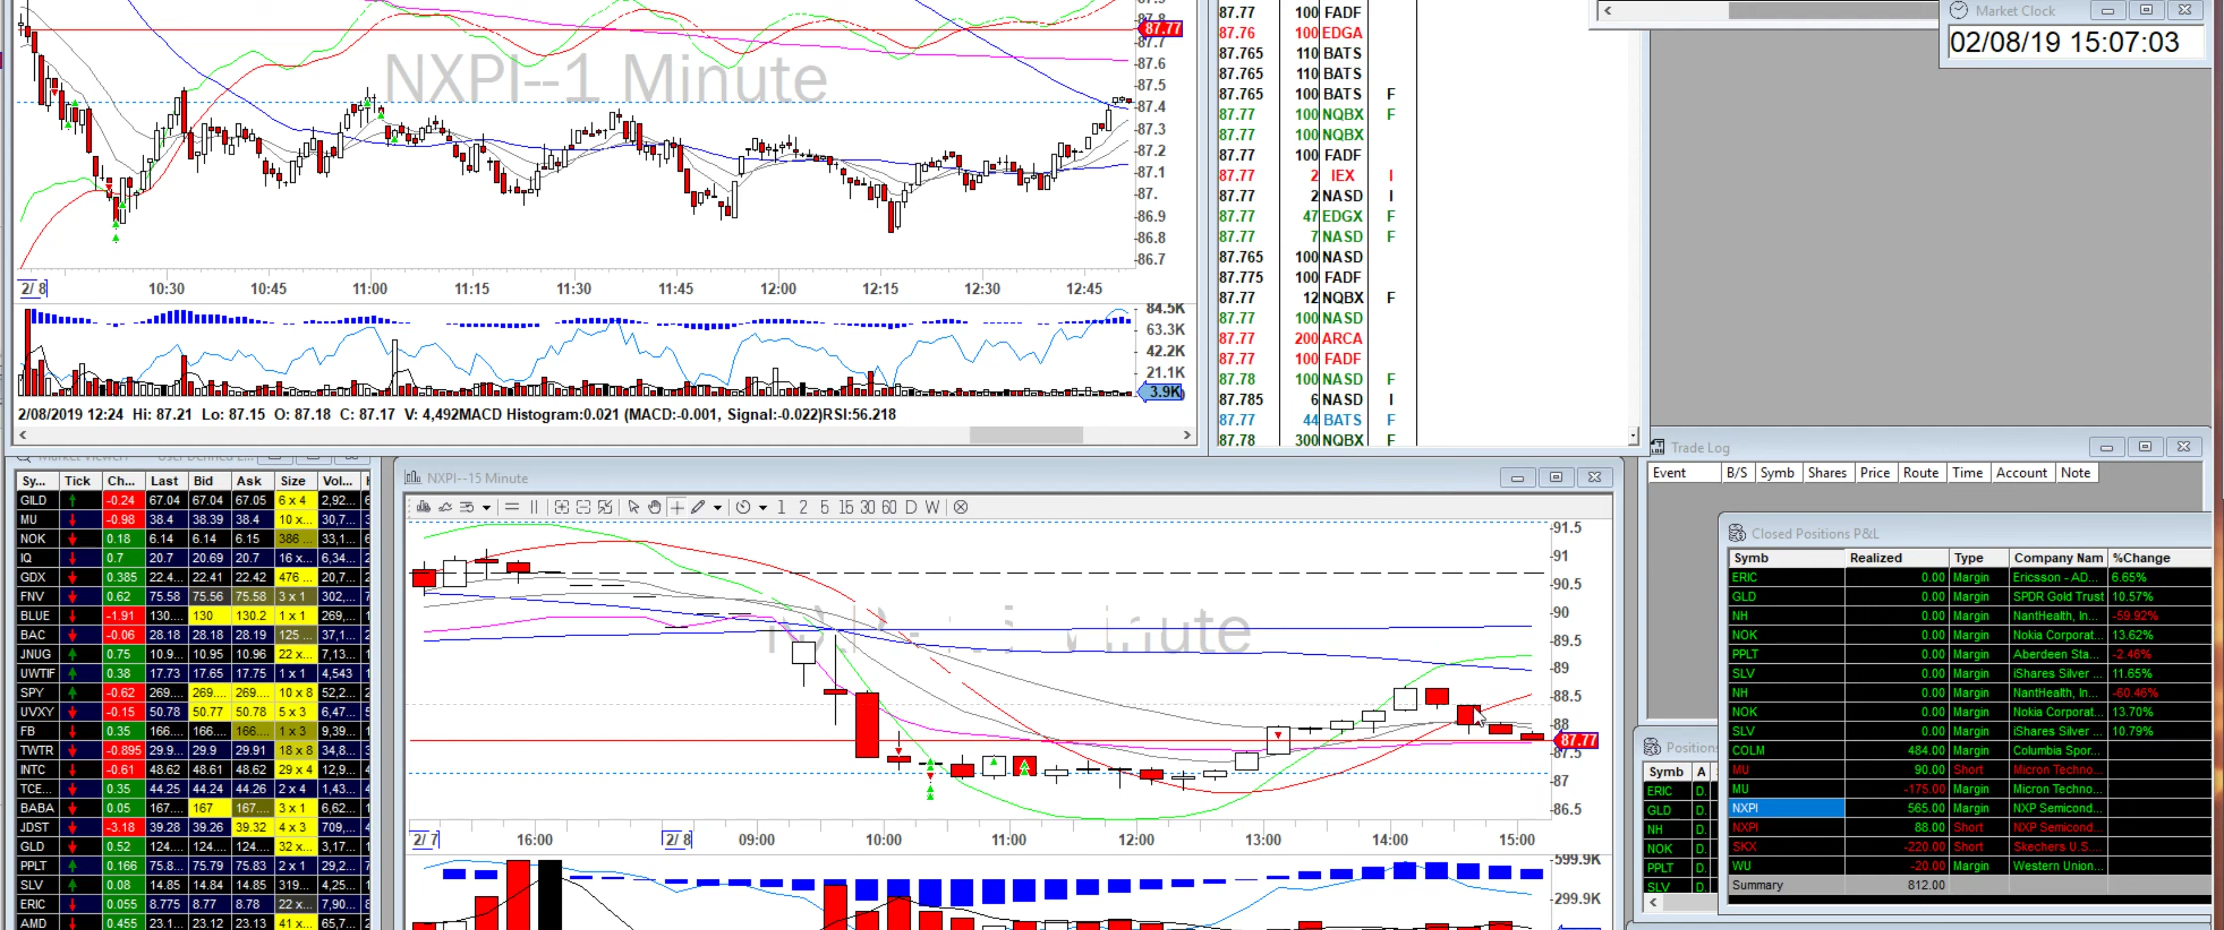 87.8
87.77
87.7
87.6
87.5
87.4
87.3
87.2
87.1
87.
86.9
86.8
86.7
NXPI--1 Minute
2/ 8 10:30 10:45 11:00 11:15 11:30 11:45 12:00 12:15 12:30 12:45
84.5K
63.3K
42.2K
21.1K
3.9K
2/08/2019 12:24 Hi: 87.21 Lo: 87.15 O: 87.18 C: 87.17 V: 4,492MACD Histogram:0.021 (MACD:-0.001, Signal:-0.022)RSI:56.218
87.77 100 FADF
87.76 100 EDGA
87.765 110 BATS
87.765 110 BATS
87.765 100 BATS F
87.77 100 NQBX F
87.77 100 NQBX
87.77 100 FADF
87.77 2 IEX I
87.77 2 NASD I
87.77 47 EDGX F
87.77 7 NASD F
87.765 100 NASD
87.775 100 FADF
87.77 12 NQBX F
87.77 100 NASD
87.77 200 ARCA
87.77 100 FADF
87.78 100 NASD F
87.785 6 NASD I
87.77 44 BATS F
87.78 300 NQBX F
Market Clock
02/08/19 15:07:03
Sy... Tick Ch... Last Bid Ask Size Vol...
GILD -0.24 67.04 67.04 67.05 6 x 4 2,92...
MU -0.98 38.4 38.39 38.4 10 x... 30,7...
NOK 0.18 6.14 6.14 6.15 386 ... 33,1...
IQ 0.7 20.7 20.69 20.7 16 x... 6,34...
GDX 0.385 22.4... 22.41 22.42 476 ... 20,7...
FNV 0.62 75.58 75.56 75.58 3 x 1 302,...
BLUE -1.91 130.... 130 130.2 1 x 1 269,...
BAC -0.06 28.18 28.18 28.19 125 ... 37,1...
JNUG 0.75 10.9... 10.95 10.96 22 x... 7,13...
UWTIF 0.38 17.73 17.65 17.75 1 x 1 4,543
SPY -0.62 269.... 269.... 269.... 10 x 8 52,2...
UVXY -0.15 50.78 50.77 50.78 5 x 3 6,47...
FB 0.35 166.... 166.... 166.... 1 x 3 9,39...
TWTR -0.895 29.9... 29.9 29.91 18 x 8 34,8...
INTC -0.61 48.62 48.61 48.62 29 x 4 12,9...
TCE... 0.35 44.25 44.24 44.26 2 x 4 1,43...
BABA 0.05 167.... 167 167.... 3 x 1 6,62...
JDST -3.18 39.28 39.26 39.32 4 x 3 709,...
GLD 0.52 124.... 124.... 124.... 32 x... 3,17...
PPLT 0.166 75.8... 75.79 75.83 2 x 1 29,2...
SLV 0.08 14.85 14.84 14.85 319... 4,25...
ERIC 0.055 8.775 8.77 8.78 22 x... 7,90...
AMD 0.455 23.1... 23.12 23.13 41 x... 65,7...
NXPI--15 Minute
1 2 5 15 30 60 D W
91.5
91
90.5
90
89.5
89
88.5
88
87.77
87.5
87
86.5
2/ 7 16:00 2/ 8 09:00 10:00 11:00 12:00 13:00 14:00 15:00
599.9K
299.9K
Trade Log
Event B/S Symb Shares Price Route Time Account Note
Closed Positions P&L
Symb Realized Type Company Nam %Change
ERIC 0.00 Margin Ericsson - AD... 6.65%
GLD 0.00 Margin SPDR Gold Trust 10.57%
NH 0.00 Margin NantHealth, In... -59.92%
NOK 0.00 Margin Nokia Corporat... 13.62%
PPLT 0.00 Margin Aberdeen Sta... -2.46%
SLV 0.00 Margin iShares Silver ... 11.65%
NH 0.00 Margin NantHealth, In... -60.46%
NOK 0.00 Margin Nokia Corporat... 13.70%
SLV 0.00 Margin iShares Silver ... 10.79%
COLM 484.00 Margin Columbia Spor...
MU 90.00 Short Micron Techno...
MU -175.00 Margin Micron Techno...
NXPI 565.00 Margin NXP Semicond...
NXPI 88.00 Short NXP Semicond...
SKX -220.00 Short Skechers U.S....
WU -20.00 Margin Western Union...
Summary 812.00
Positions
Symb A
ERIC D.
GLD D.
NH D.
NOK D.
PPLT D.
SLV D.